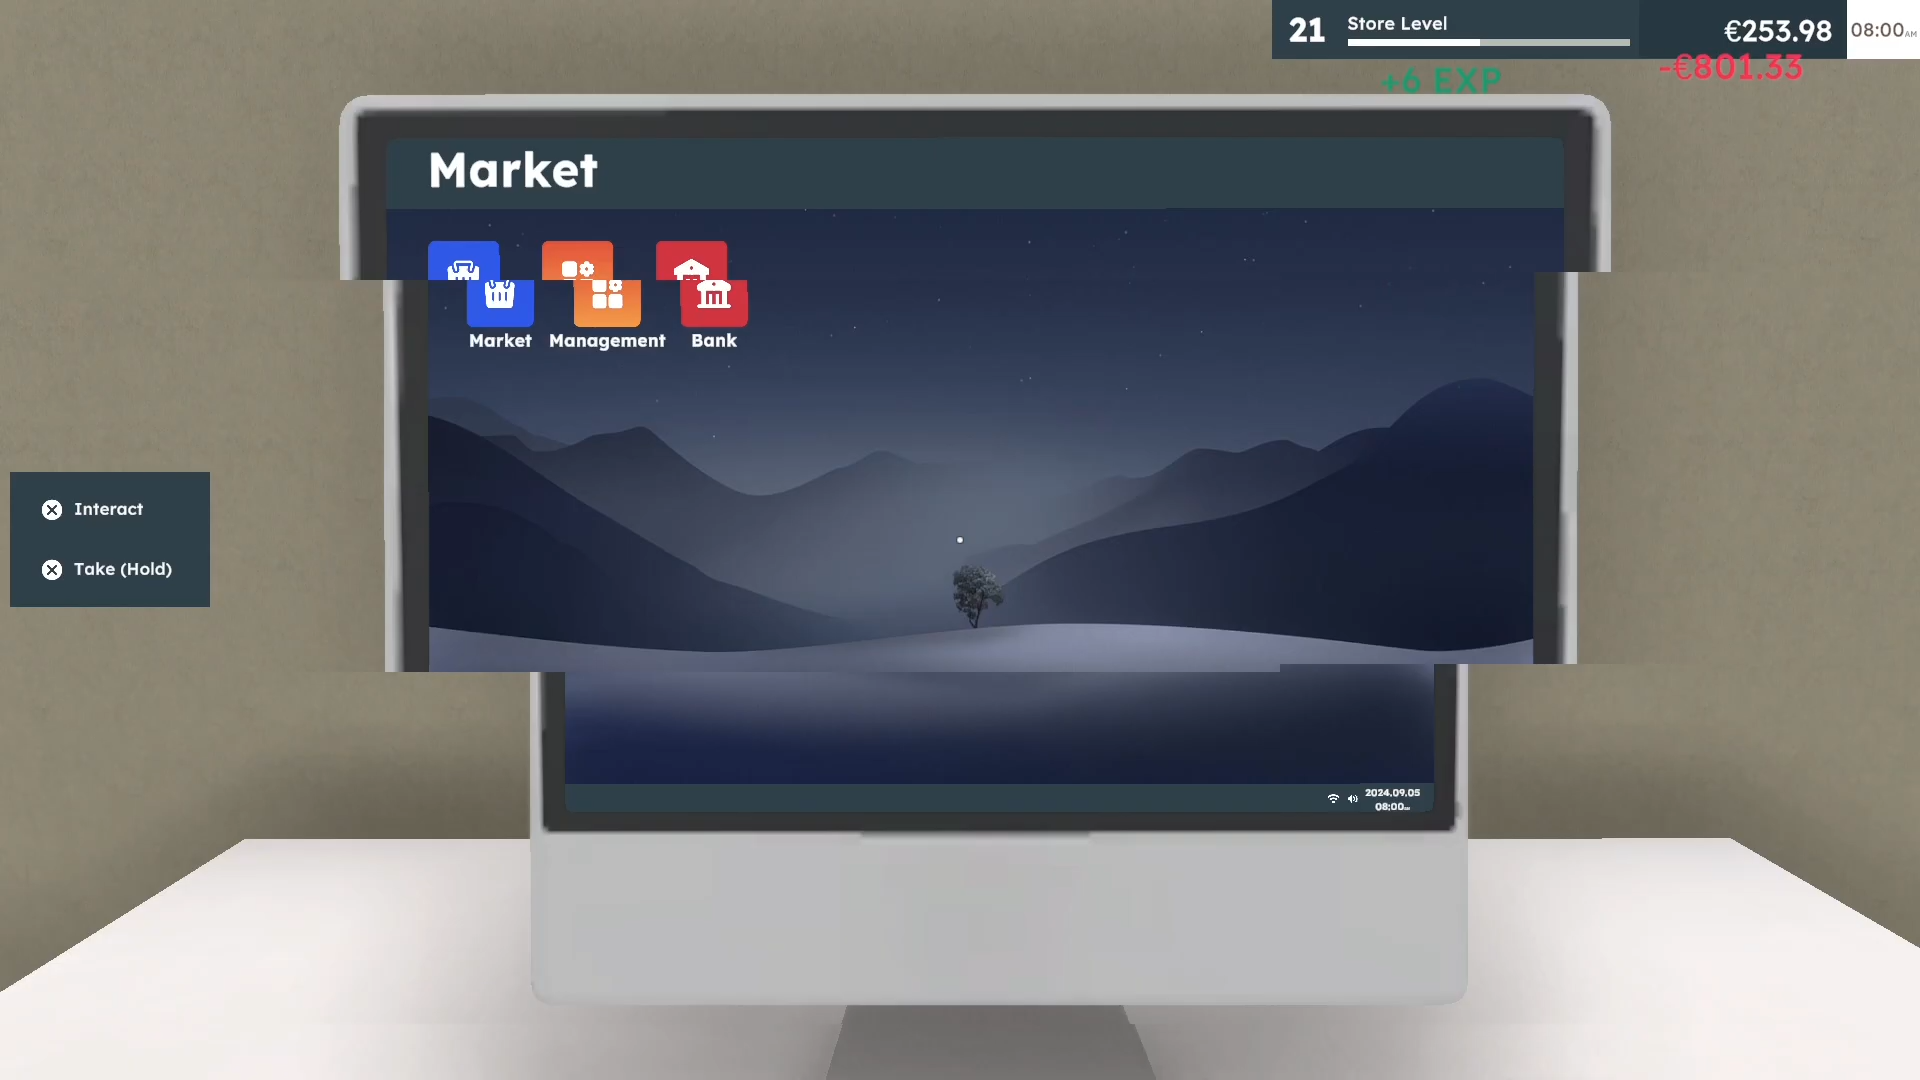 21
Store Level
€253.98
08:00AM
+6 EXP
-€801.33
Market
Market
Management
Bank
Interact
Take (Hold)
2024.09.05
08:00AM